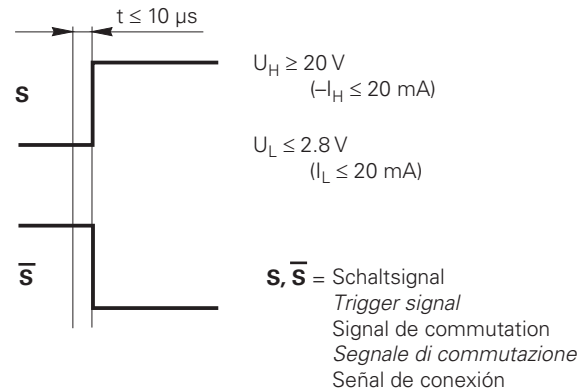 t ≤ 10 µs
S
U_H ≥ 20 V
(–I_H ≤ 20 mA)
U_L ≤ 2.8 V
(I_L ≤ 20 mA)
S̅
S, S̅ = Schaltsignal
Trigger signal
Signal de commutation
Segnale di commutazione
Señal de conexión